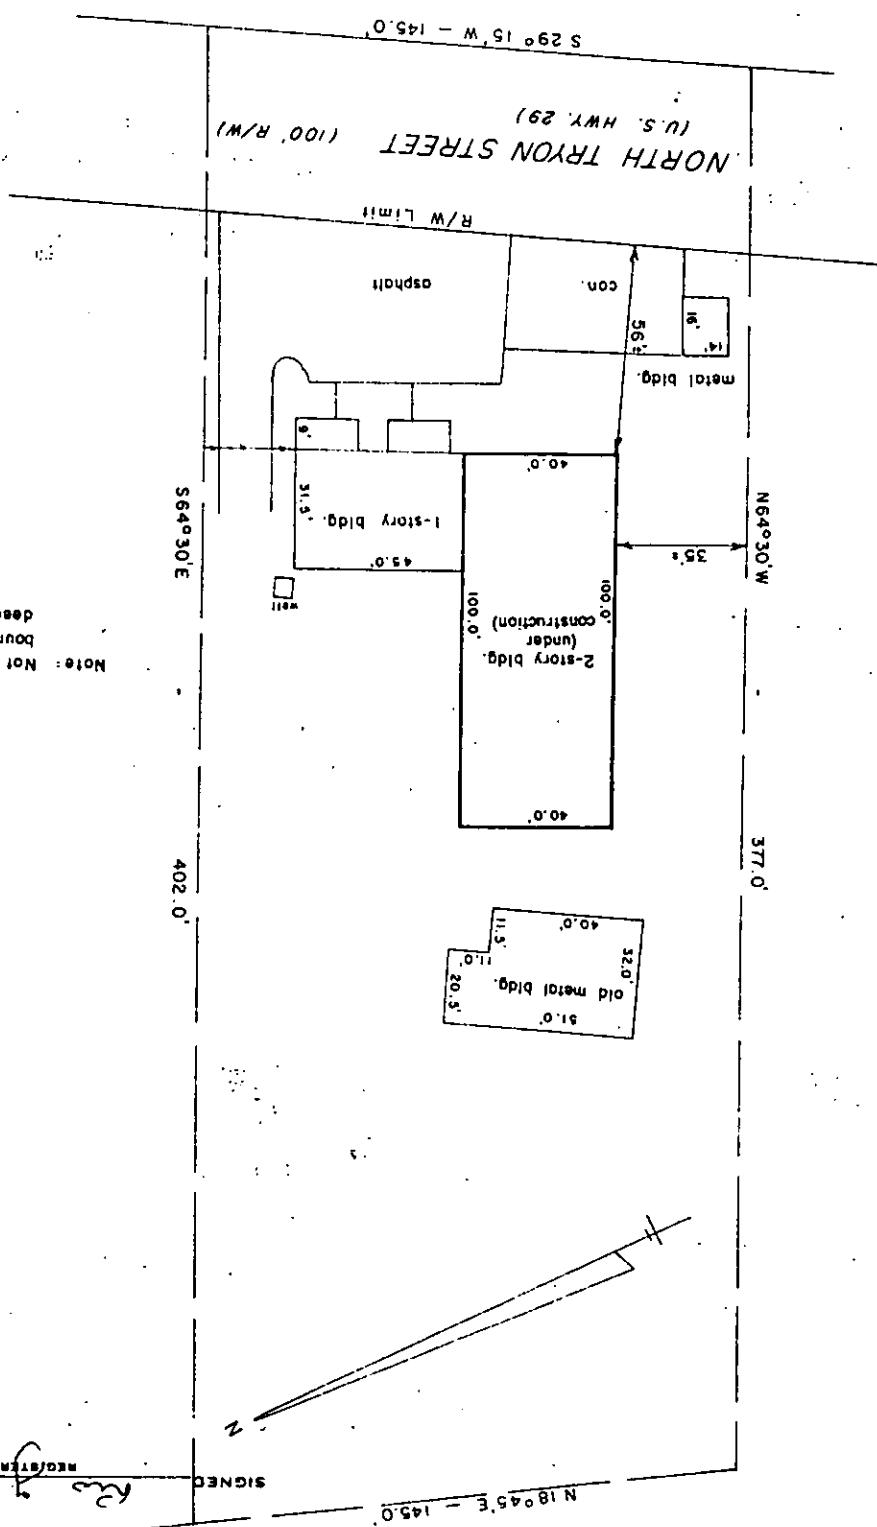 SIGNED
REGISTER
N 18° 45'E — 145.0'
N
51.0'
old metal bldg.
20.5'
11.0'
11.5'
32.0'
40.0'
402.0'
377.0'
40.0'
2-story bldg.
(under
construction)
100.0'
100.0'
40.0'
Note: Not
boun
deed
well
45.0'
1-story bldg
31.5'
9'
S64° 30'E
N64° 30'W
35'±
56'±
metal bldg.
14'
16'
con.
asphalt
R/W Limit
NORTH TRYON STREET (100' R/W)
(U.S. HWY. 29)
S 29° 15' W — 145.0'